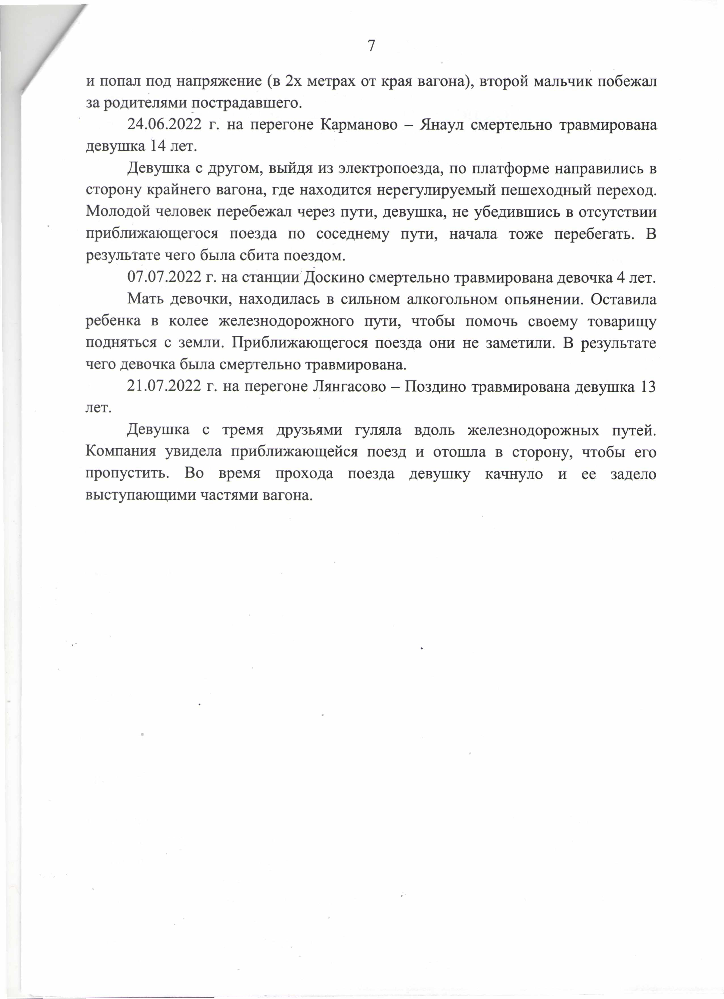 7
и попал под напряжение (в 2х метрах от края вагона), второй мальчик побежал
за родителями пострадавшего.
24.06.2022 г. на перегоне Карманово – Янаул смертельно травмирована
девушка 14 лет.
Девушка с другом, выйдя из электропоезда, по платформе направились в
сторону крайнего вагона, где находится нерегулируемый пешеходный переход.
Молодой человек перебежал через пути, девушка, не убедившись в отсутствии
приближающегося поезда по соседнему пути, начала тоже перебегать. В
результате чего была сбита поездом.
07.07.2022 г. на станции Доскино смертельно травмирована девочка 4 лет.
Мать девочки, находилась в сильном алкогольном опьянении. Оставила
ребенка в колее железнодорожного пути, чтобы помочь своему товарищу
подняться с земли. Приближающегося поезда они не заметили. В результате
чего девочка была смертельно травмирована.
21.07.2022 г. на перегоне Лянгасово – Поздино травмирована девушка 13
лет.
Девушка с тремя друзьями гуляла вдоль железнодорожных путей.
Компания увидела приближающейся поезд и отошла в сторону, чтобы его
пропустить. Во время прохода поезда девушку качнуло и ее задело
выступающими частями вагона.